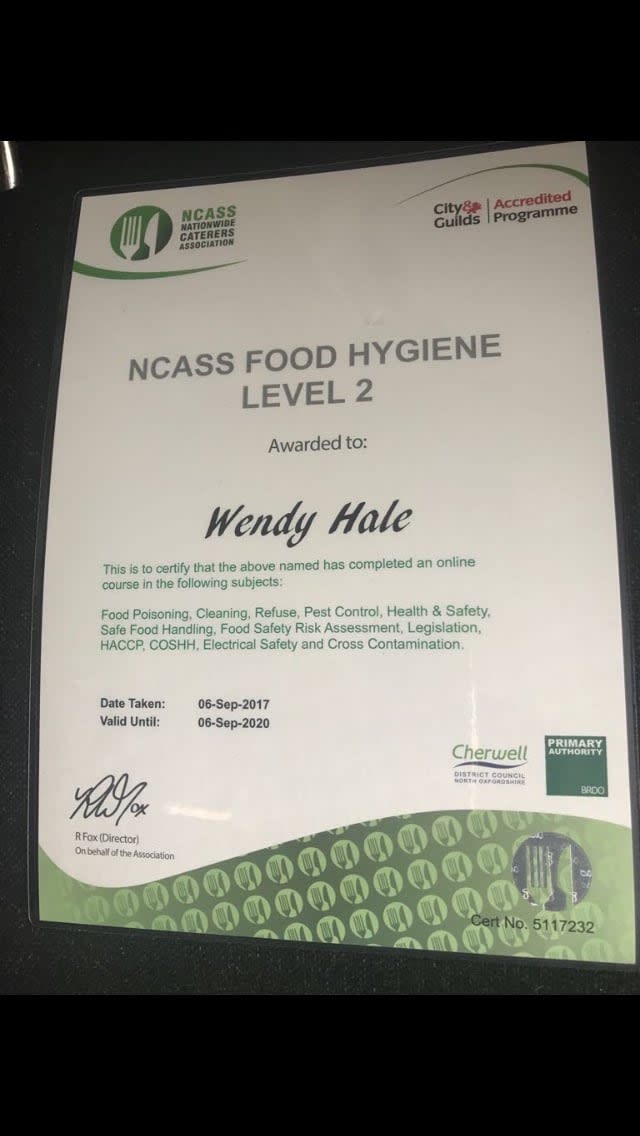 NCASS
NATIONWIDE
CATERERS
ASSOCIATION
City& Guilds
Accredited
Programme
NCASS FOOD HYGIENE
LEVEL 2
Awarded to:
Wendy Hale
This is to certify that the above named has completed an online
course in the following subjects:
Food Poisoning, Cleaning, Refuse, Pest Control, Health & Safety,
Safe Food Handling, Food Safety Risk Assessment, Legislation,
HACCP, COSHH, Electrical Safety and Cross Contamination.
Date Taken: 06-Sep-2017
Valid Until: 06-Sep-2020
Cherwell
DISTRICT COUNCIL
NORTH OXFORDSHIRE
PRIMARY
AUTHORITY
BRDO
R Fox (Director)
On behalf of the Association
Cert No. 5117232